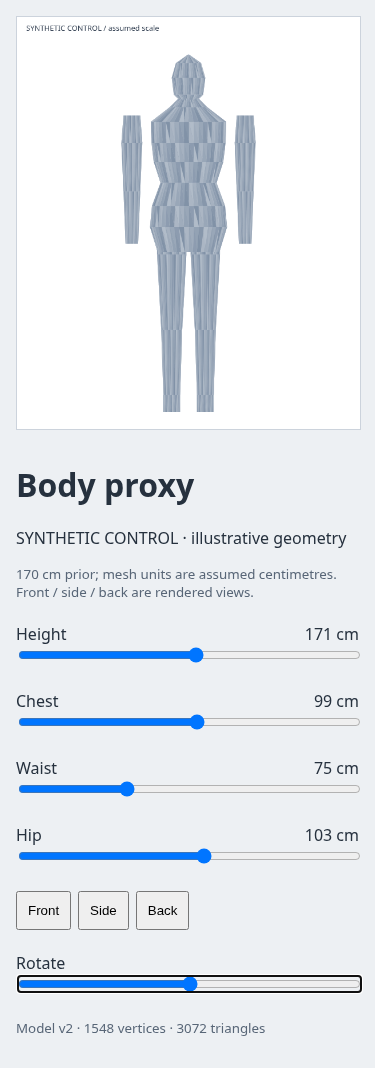 SYNTHETIC CONTROL / assumed scale
Body proxy
SYNTHETIC CONTROL · illustrative geometry
170 cm prior; mesh units are assumed centimetres.
Front / side / back are rendered views.
Height 171 cm
Chest 99 cm
Waist 75 cm
Hip 103 cm
Front Side Back
Rotate
Model v2 · 1548 vertices · 3072 triangles